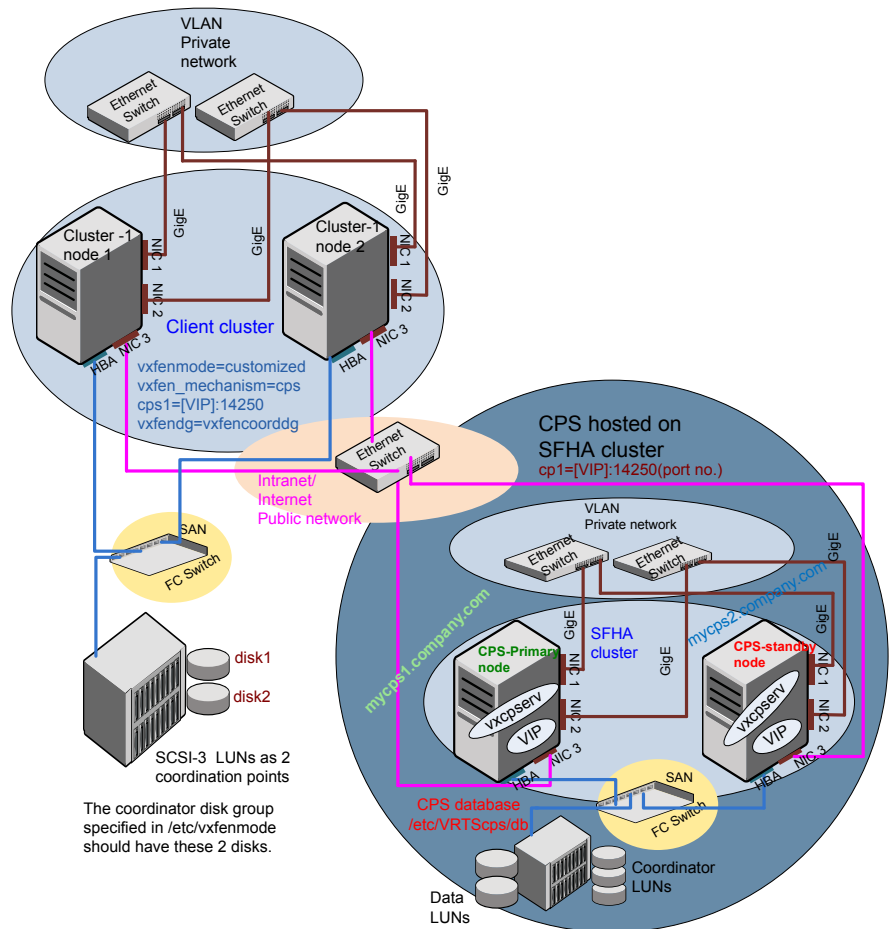 VLAN
Private
network
Ethernet
Switch
Ethernet
Switch
GigE
GigE
GigE
GigE
Cluster -1
node 1
NIC 1
NIC 2
HBA
NIC 3
Cluster-1
node 2
NIC 1
NIC 2
HBA
NIC 3
Client cluster
vxfenmode=customized
vxfen_mechanism=cps
cps1=[VIP]:14250
vxfendg=vxfencoorddg
Ethernet
Switch
Intranet/
Internet
Public network
SAN
FC Switch
disk1
disk2
SCSI-3 LUNs as 2
coordination points
The coordinator disk group
specified in /etc/vxfenmode
should have these 2 disks.
CPS hosted on
SFHA cluster
cp1=[VIP]:14250(port no.)
VLAN
Private network
Ethernet
Switch
Ethernet
Switch
GigE
GigE
GigE
GigE
mycps1.company.com
mycps2.company.com
SFHA
cluster
CPS-Primary
node
vxcpserv
VIP
NIC 1
NIC 2
HBA
NIC 3
CPS-standby
node
vxcpserv
VIP
NIC 1
NIC 2
HBA
NIC 3
SAN
FC Switch
CPS database
/etc/VRTScps/db
Data
LUNs
Coordinator
LUNs